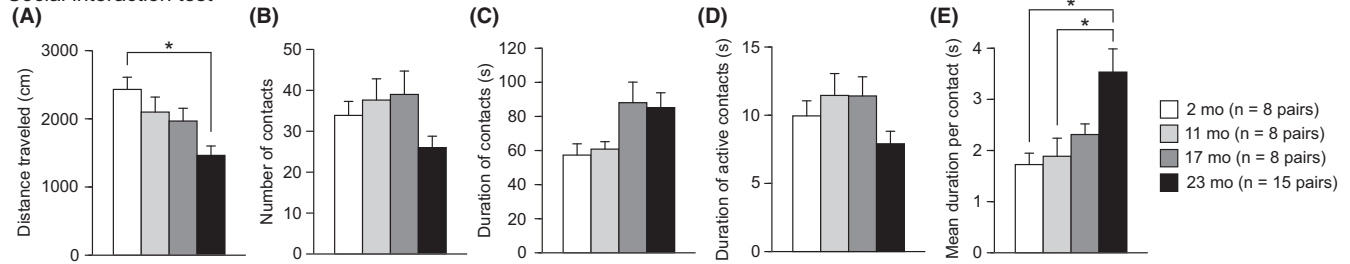 Social interaction test
(A)
Distance traveled (cm)
3000
2000
1000
0
*
(B)
Number of contacts
50
40
30
20
10
0
(C)
Duration of contacts (s)
120
100
80
60
40
20
0
(D)
Duration of active contacts (s)
15
10
5
0
(E)
Mean duration per contact (s)
4
3
2
1
0
*
*
2 mo (n = 8 pairs)
11 mo (n = 8 pairs)
17 mo (n = 8 pairs)
23 mo (n = 15 pairs)